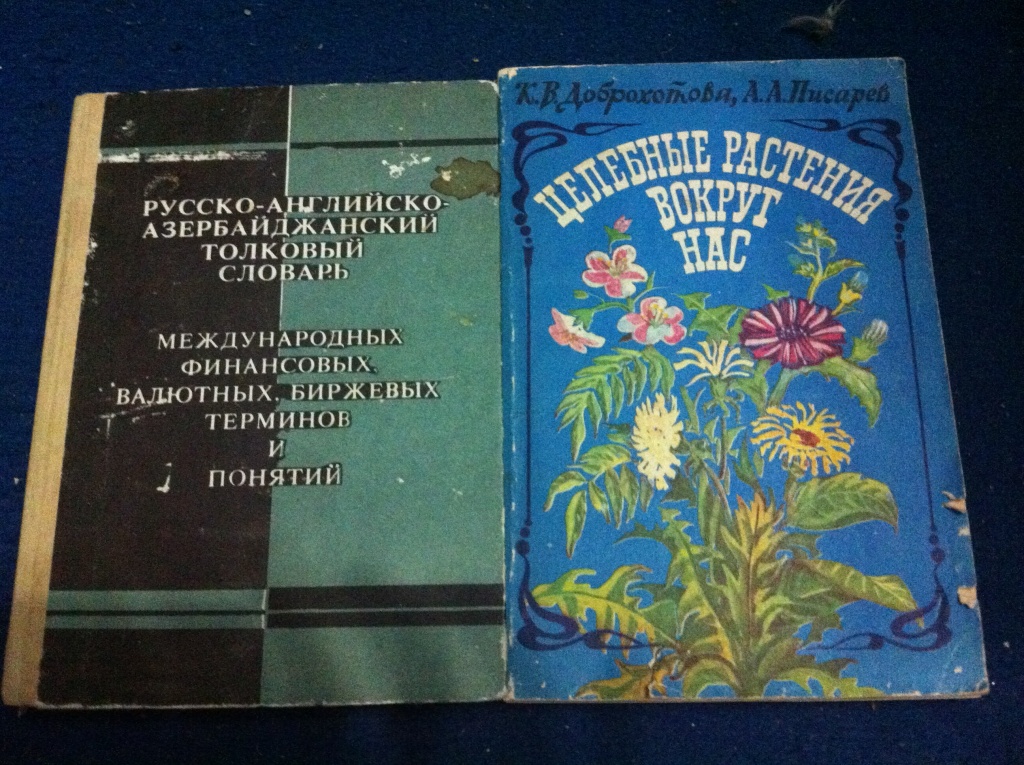 РУССКО-АНГЛИЙСКО-
АЗЕРБАЙДЖАНСКИЙ
ТОЛКОВЫЙ
СЛОВАРЬ
МЕЖДУНАРОДНЫХ
ФИНАНСОВЫХ,
ВАЛЮТНЫХ, БИРЖЕВЫХ
ТЕРМИНОВ
И
ПОНЯТИЙ
К.В. Доброхотова, А.А. Писарев
ЦЕЛЕБНЫЕ РАСТЕНИЯ
ВОКРУГ
НАС